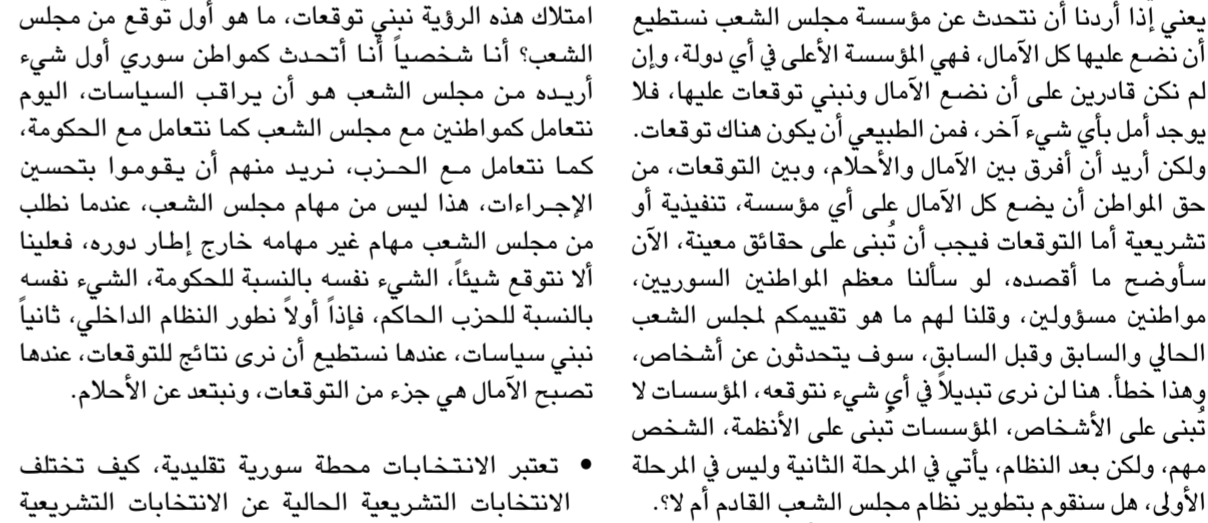 يعني إذا أردنا أن نتحدث عن مؤسسة مجلس الشعب نستطيع
أن نضع عليها كل الآمال، فهي المؤسسة الأعلى في أي دولة، وإن
لم نكن قادرين على أن نضع الآمال ونبني توقعات عليها، فلا
يوجد أمل بأي شيء آخر، فمن الطبيعي أن يكون هناك توقعات.
ولكن أريد أن أفرق بين الآمال والأحلام، وبين التوقعات، من
حق المواطن أن يضع كل الآمال على أي مؤسسة، تنفيذية أو
تشريعية أما التوقعات فيجب أن تُبنى على حقائق معينة، الآن
سأوضح ما أقصده، لو سألنا معظم المواطنين السوريين،
مواطنين مسؤولين، وقلنا لهم ما هو تقييمكم لمجلس الشعب
الحالي والسابق وقبل السابق، سوف يتحدثون عن أشخاص،
وهذا خطأ. هنا لن نرى تبديلاً في أي شيء نتوقعه، المؤسسات لا
تُبنى على الأشخاص، المؤسسات تُبنى على الأنظمة، الشخص
مهم، ولكن بعد النظام، يأتي في المرحلة الثانية وليس في المرحلة
الأولى، هل سنقوم بتطوير نظام مجلس الشعب القادم أم لا؟.
امتلاك هذه الرؤية نبني توقعات، ما هو أول توقع من مجلس
الشعب؟ أنا شخصياً أنا أتحدث كمواطن سوري أول شيء
أريده من مجلس الشعب هو أن يراقب السياسات، اليوم
نتعامل كمواطنين مع مجلس الشعب كما نتعامل مع الحكومة،
كما نتعامل مع الحزب، نريد منهم أن يقوموا بتحسين
الإجراءات، هذا ليس من مهام مجلس الشعب، عندما نطلب
من مجلس الشعب مهام غير مهامه خارج إطار دوره، فعلينا
ألا نتوقع شيئاً، الشيء نفسه بالنسبة للحكومة، الشيء نفسه
بالنسبة للحزب الحاكم، فإذاً أولاً نطور النظام الداخلي، ثانياً
نبني سياسات، عندها نستطيع أن نرى نتائج للتوقعات، عندها
تصبح الآمال هي جزء من التوقعات، ونبتعد عن الأحلام.
• تعتبر الانتخابات محطة سورية تقليدية، كيف تختلف
الانتخابات التشريعية الحالية عن الانتخابات التشريعية